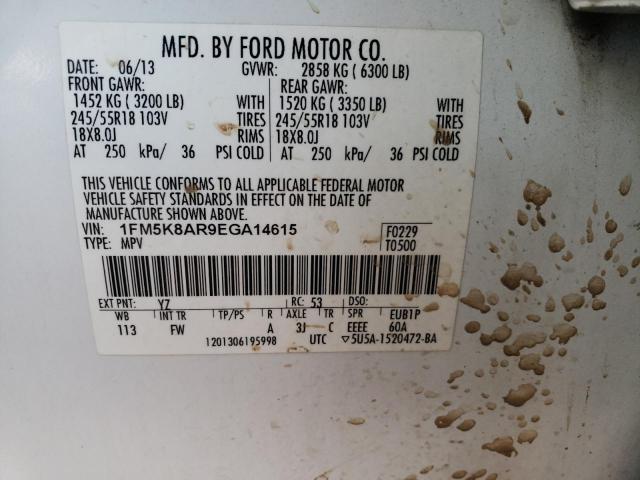 MFD. BY FORD MOTOR CO.
DATE: 06/13 GVWR: 2858 KG ( 6300 LB)
FRONT GAWR: REAR GAWR:
1452 KG ( 3200 LB) WITH 1520 KG ( 3350 LB) WITH
245/55R18 103V TIRES 245/55R18 103V TIRES
18X8.0J RIMS 18X8.0J RIMS
AT 250 kPa/ 36 PSI COLD AT 250 kPa/ 36 PSI COLD
THIS VEHICLE CONFORMS TO ALL APPLICABLE FEDERAL MOTOR
VEHICLE SAFETY STANDARDS IN EFFECT ON THE DATE OF
MANUFACTURE SHOWN ABOVE.
VIN: 1FM5K8AR9EGA14615 F0229
TYPE: MPV T0500
EXT PNT: YZ RC: 53 DSO:
WB INT TR TP/PS R AXLE TR SPR EUB1P
113 FW A 3J C EEEE 60A
1201306195998 UTC ▽5U5A-1520472-BA